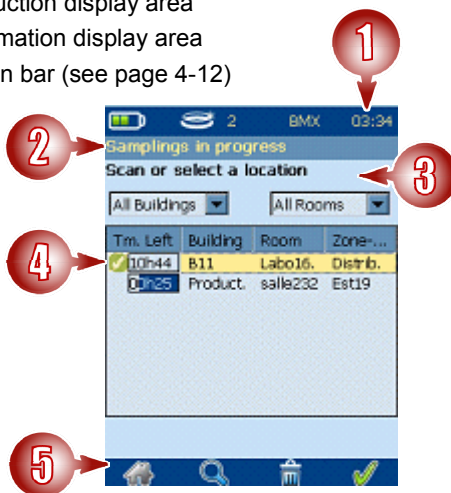 uction display area
mation display area
n bar (see page 4-12)
1
2 BMX 03:34
2
Samplings in progress
Scan or select a location
3
All Buildings All Rooms
Tm. Left Building Room Zone-...
4
10h44 B11 Labo16. Distrib.
00h25 Product. salle232 Est19
5